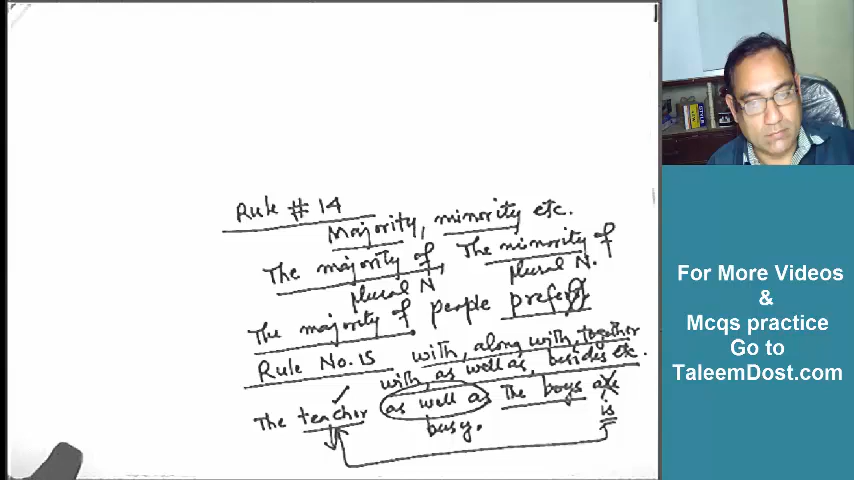 Rule # 14
Majority, minority etc.
The majority of The minority of
plural N plural N.
The majority of people prefer
Rule No. 15 with, along with, together
with, as well as, besides etc.
The teacher as well as The boys are
is
busy.
For More Videos
&
Mcqs practice
Go to
TaleemDost.com